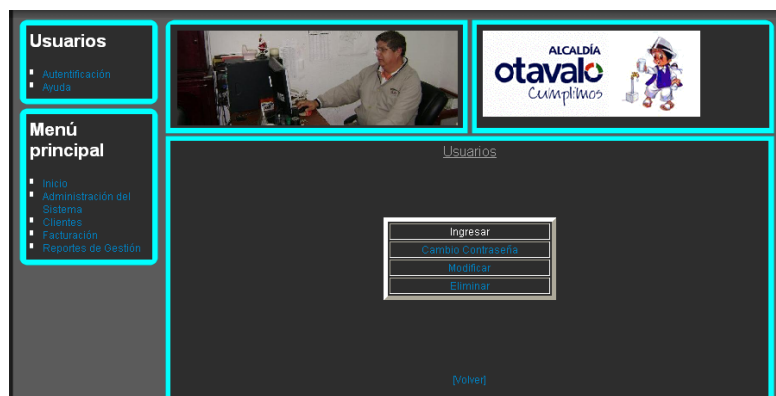 Usuarios
Autentificación
Ayuda
Menú
principal
Inicio
Administración del
Sistema
Clientes
Facturación
Reportes de Gestión
ALCALDÍA
otavalo
Cumplimos
Usuarios
Ingresar
Cambio Contraseña
Modificar
Eliminar
[Volver]